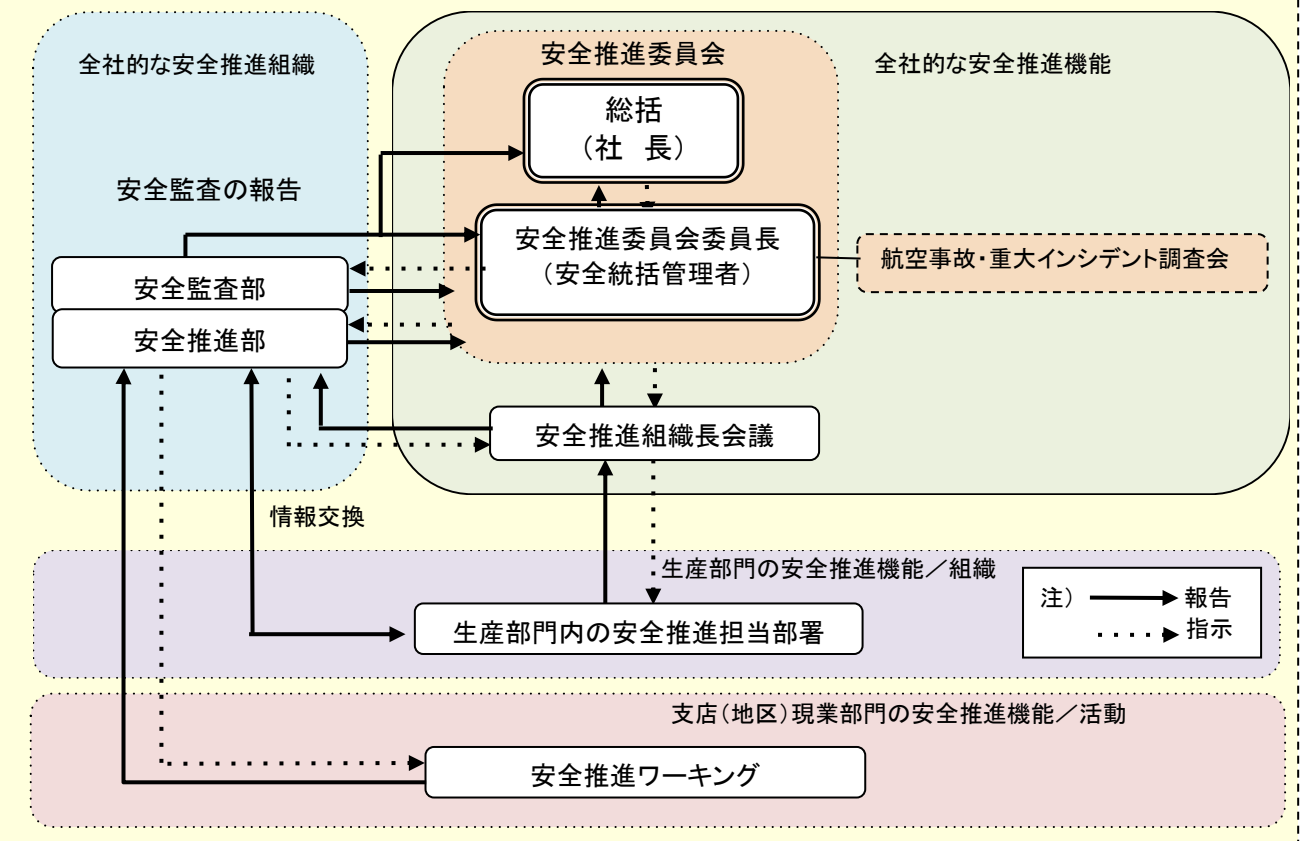 全社的な安全推進組織
安全推進委員会
全社的な安全推進機能
総括
（社　長）
安全監査の報告
安全推進委員会委員長
（安全統括管理者）
航空事故・重大インシデント調査会
安全監査部
安全推進部
安全推進組織長会議
情報交換
生産部門の安全推進機能／組織
注）　報告
指示
生産部門内の安全推進担当部署
支店（地区）現業部門の安全推進機能／活動
安全推進ワーキング